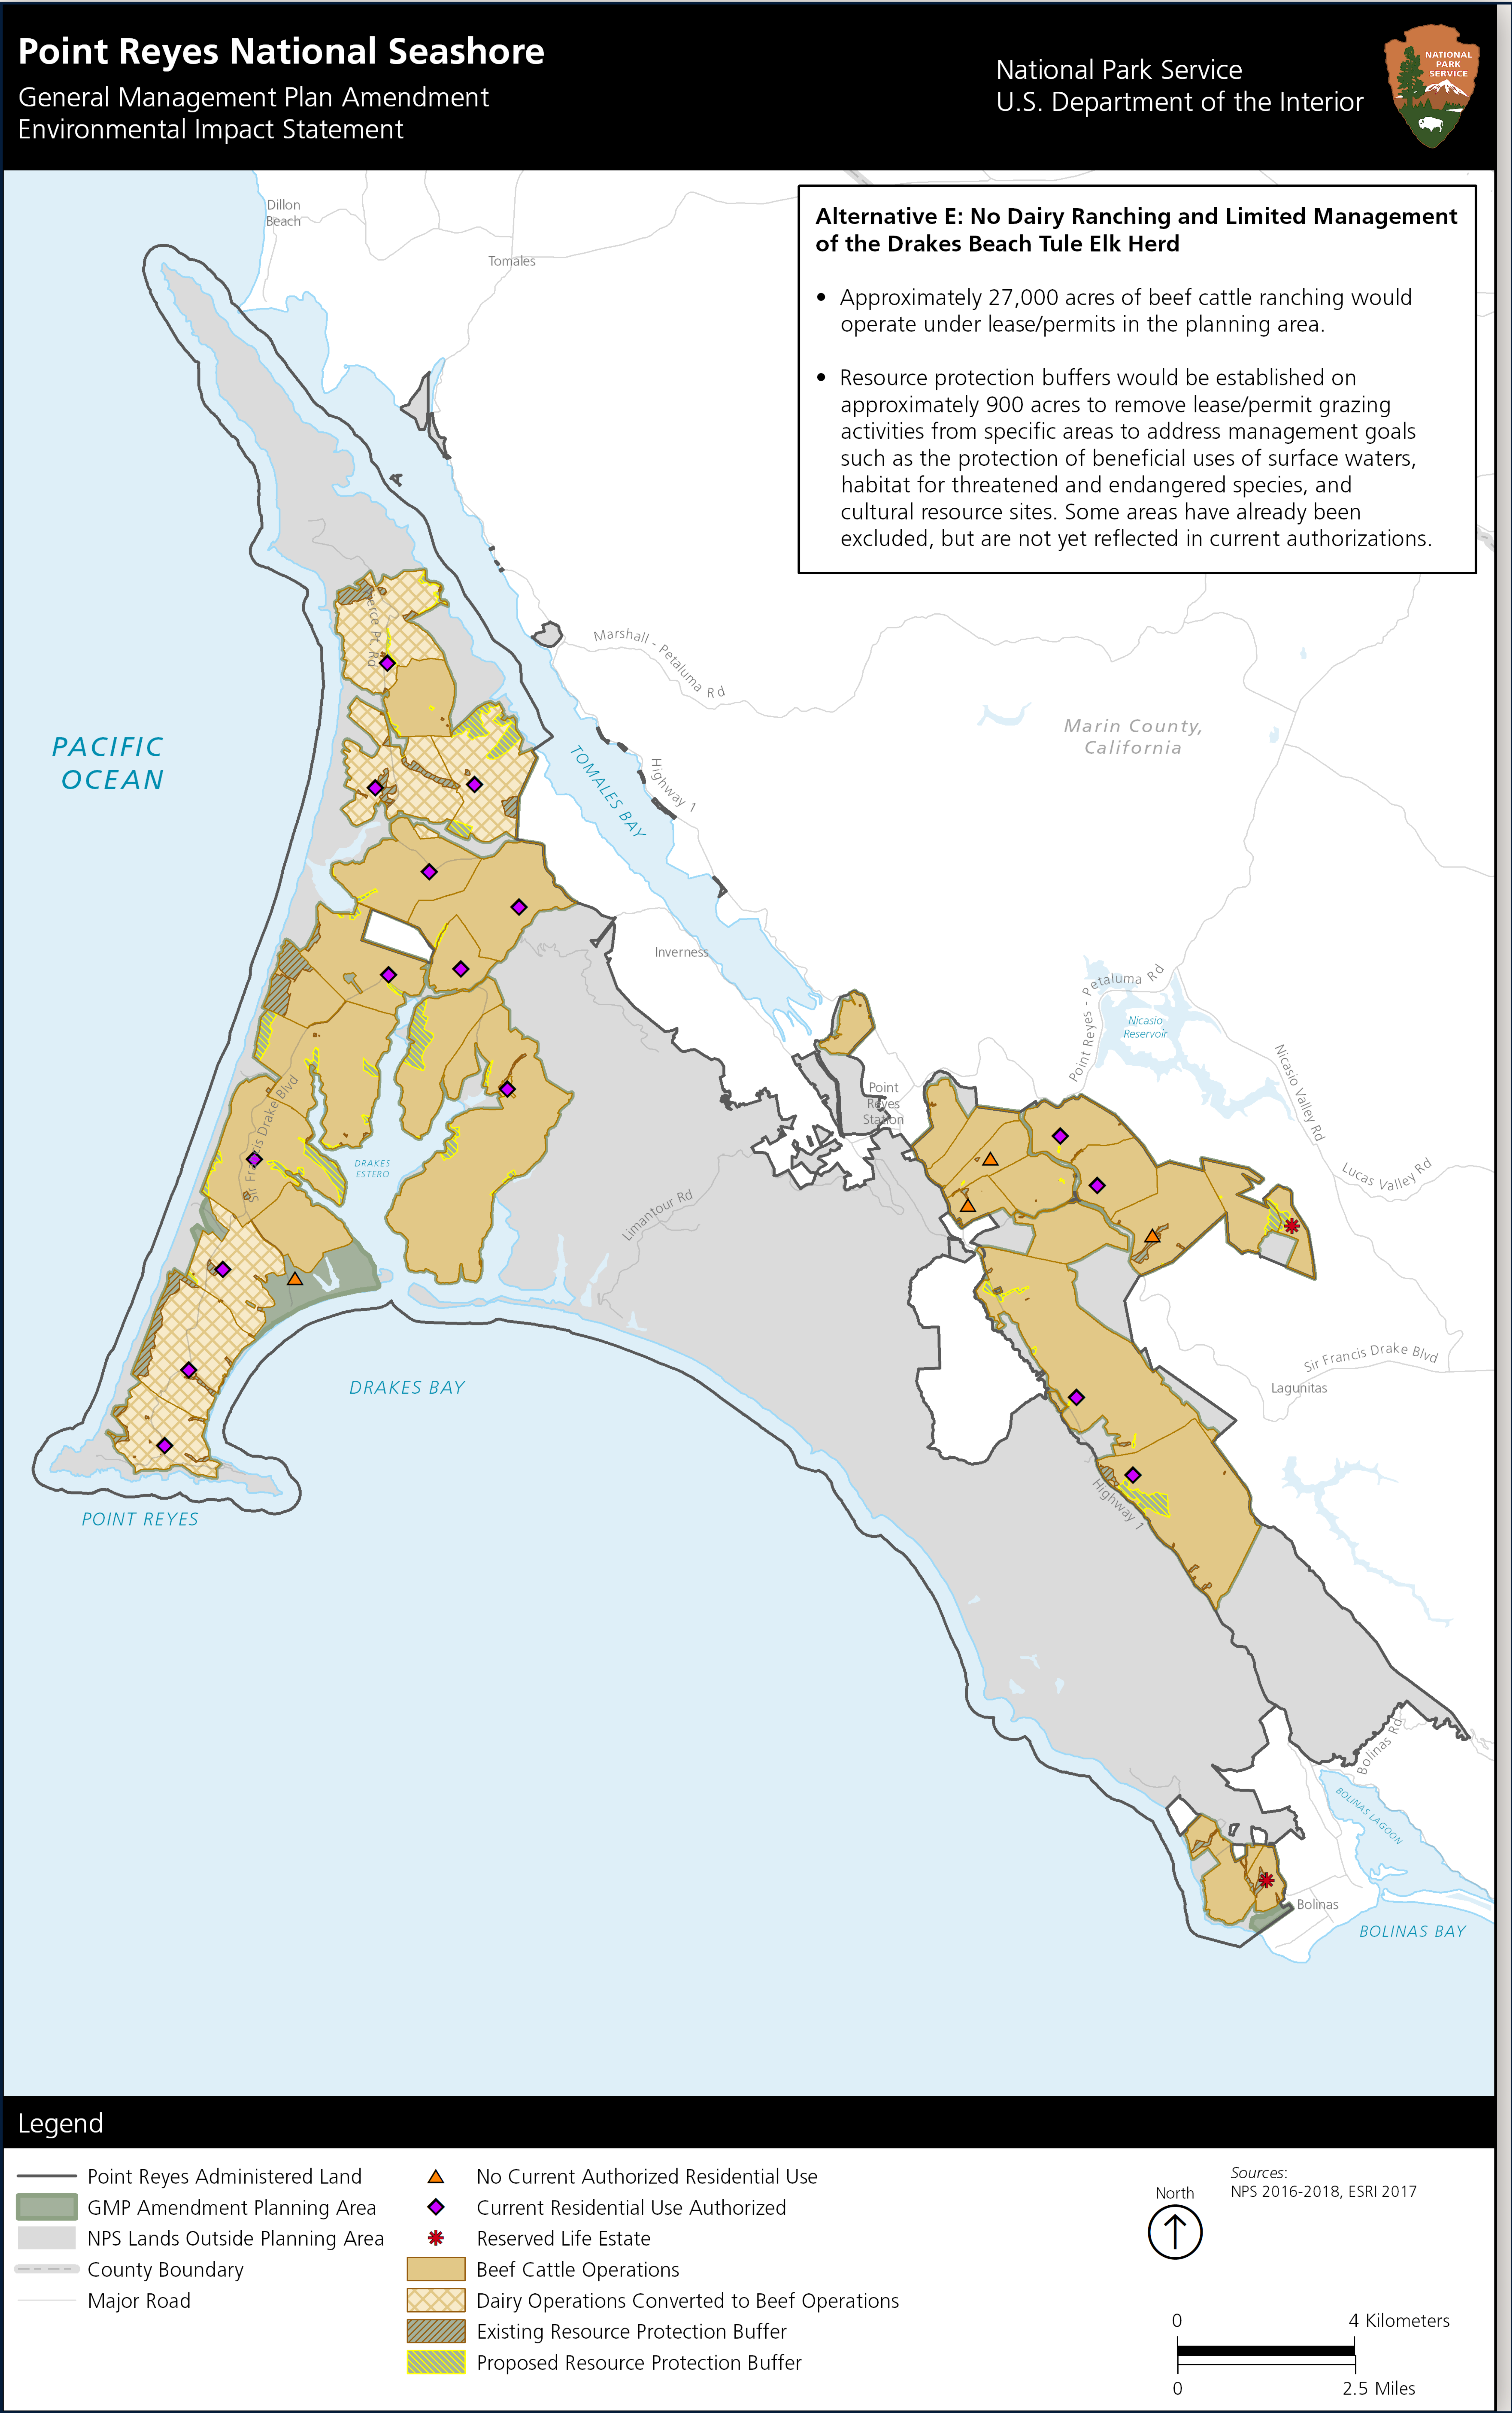 Point Reyes National Seashore
General Management Plan Amendment
Environmental Impact Statement
National Park Service
U.S. Department of the Interior
NATIONAL
PARK
SERVICE
Alternative E: No Dairy Ranching and Limited Management
of the Drakes Beach Tule Elk Herd
• Approximately 27,000 acres of beef cattle ranching would
operate under lease/permits in the planning area.
• Resource protection buffers would be established on
approximately 900 acres to remove lease/permit grazing
activities from specific areas to address management goals
such as the protection of beneficial uses of surface waters,
habitat for threatened and endangered species, and
cultural resource sites. Some areas have already been
excluded, but are not yet reflected in current authorizations.
Dillon
Beach
Tomales
Marshall - Petaluma Rd
Marin County,
California
PACIFIC
OCEAN
TOMALES BAY
Highway 1
Inverness
Point Reyes - Petaluma Rd
Nicasio
Reservoir
Nicasio Valley Rd
Point
Reyes
Station
Lucas Valley Rd
Sir Francis Drake Blvd
DRAKES
ESTERO
Limantour Rd
Sir Francis Drake Blvd
Lagunitas
DRAKES BAY
POINT REYES
Highway 1
Bolinas Rd
BOLINAS LAGOON
Bolinas
BOLINAS BAY
Legend
Point Reyes Administered Land
GMP Amendment Planning Area
NPS Lands Outside Planning Area
County Boundary
Major Road
No Current Authorized Residential Use
Current Residential Use Authorized
Reserved Life Estate
Beef Cattle Operations
Dairy Operations Converted to Beef Operations
Existing Resource Protection Buffer
Proposed Resource Protection Buffer
North
Sources:
NPS 2016-2018, ESRI 2017
0 4 Kilometers
0 2.5 Miles